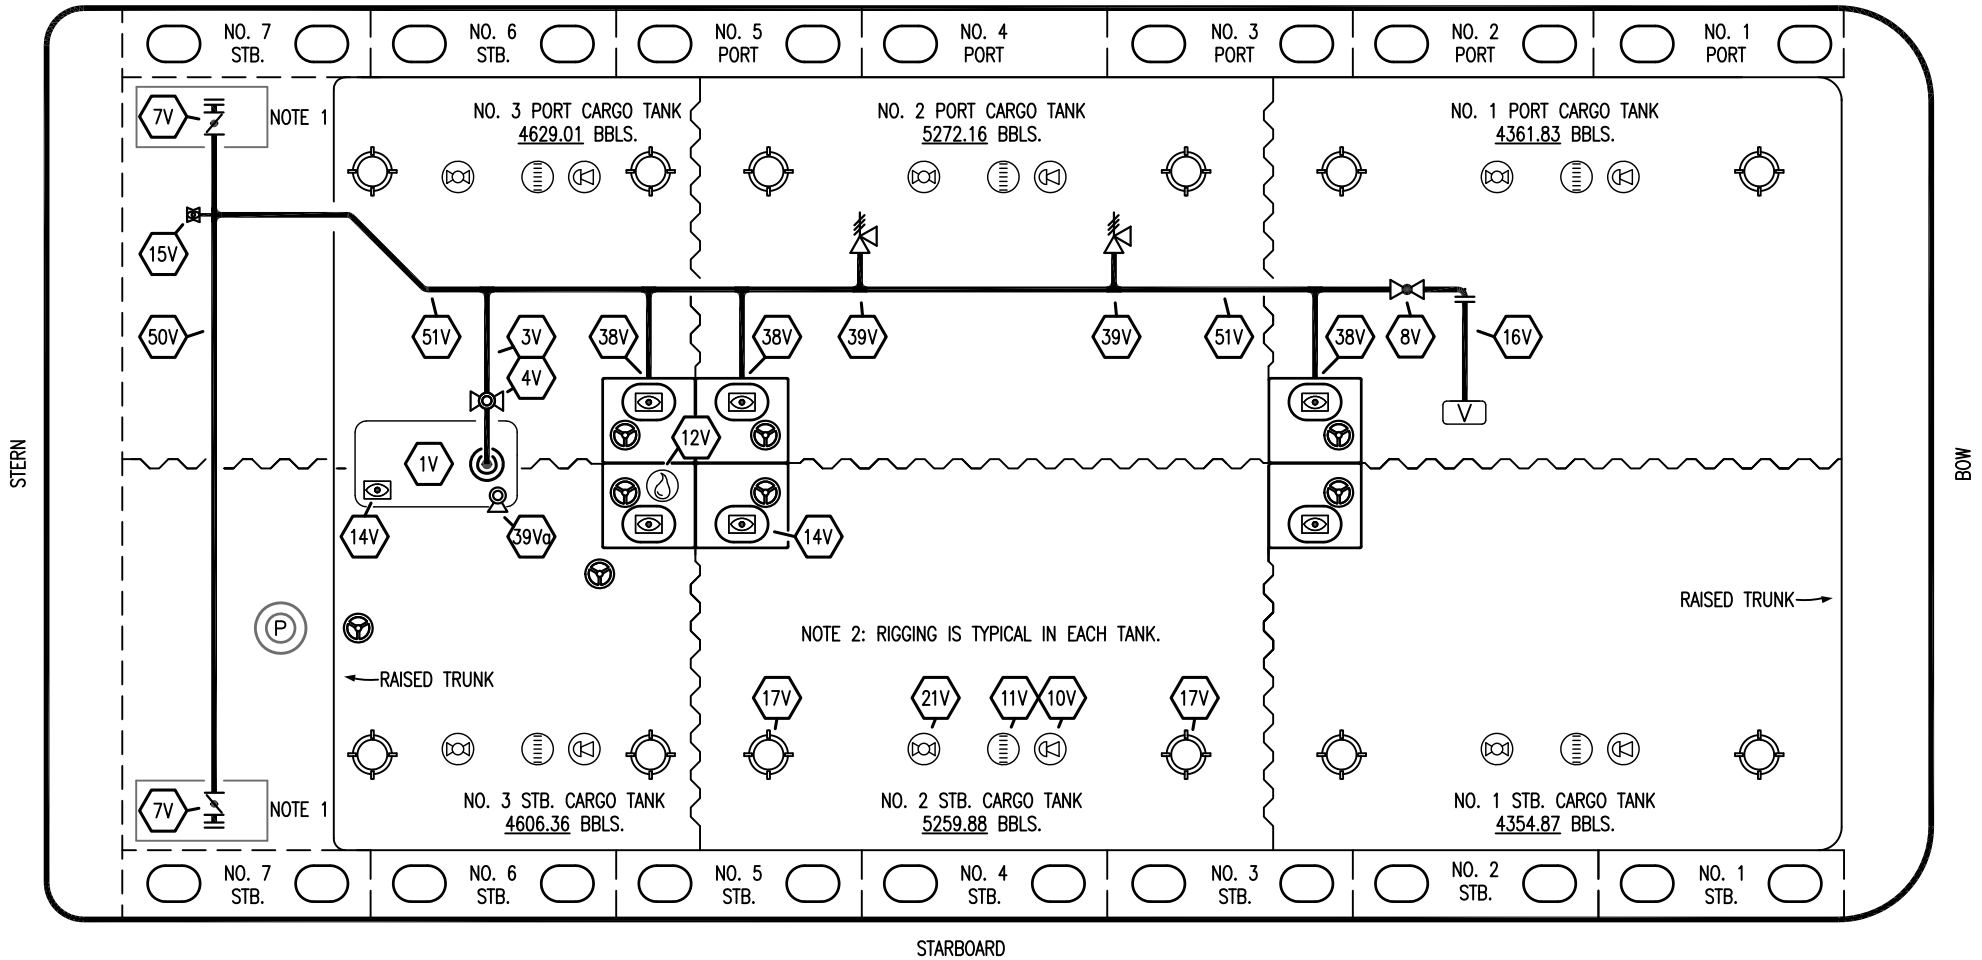 NO. 7
STB.
NO. 6
STB.
NO. 5
PORT
NO. 4
PORT
NO. 3
PORT
NO. 2
PORT
NO. 1
PORT
7V
NOTE 1
NO. 3 PORT CARGO TANK
4629.01 BBLS.
NO. 2 PORT CARGO TANK
5272.16 BBLS.
NO. 1 PORT CARGO TANK
4361.83 BBLS.
15V
50V
51V
3V
4V
38V
38V
39V
39V
51V
38V
8V
16V
V
12V
1V
14V
39Va
14V
STERN
BOW
P
RAISED TRUNK
NOTE 2: RIGGING IS TYPICAL IN EACH TANK.
RAISED TRUNK
17V
21V
11V
10V
17V
7V
NOTE 1
NO. 3 STB. CARGO TANK
4606.36 BBLS.
NO. 2 STB. CARGO TANK
5259.88 BBLS.
NO. 1 STB. CARGO TANK
4354.87 BBLS.
NO. 7
STB.
NO. 6
STB.
NO. 5
STB.
NO. 4
STB.
NO. 3
STB.
NO. 2
STB.
NO. 1
STB.
STARBOARD